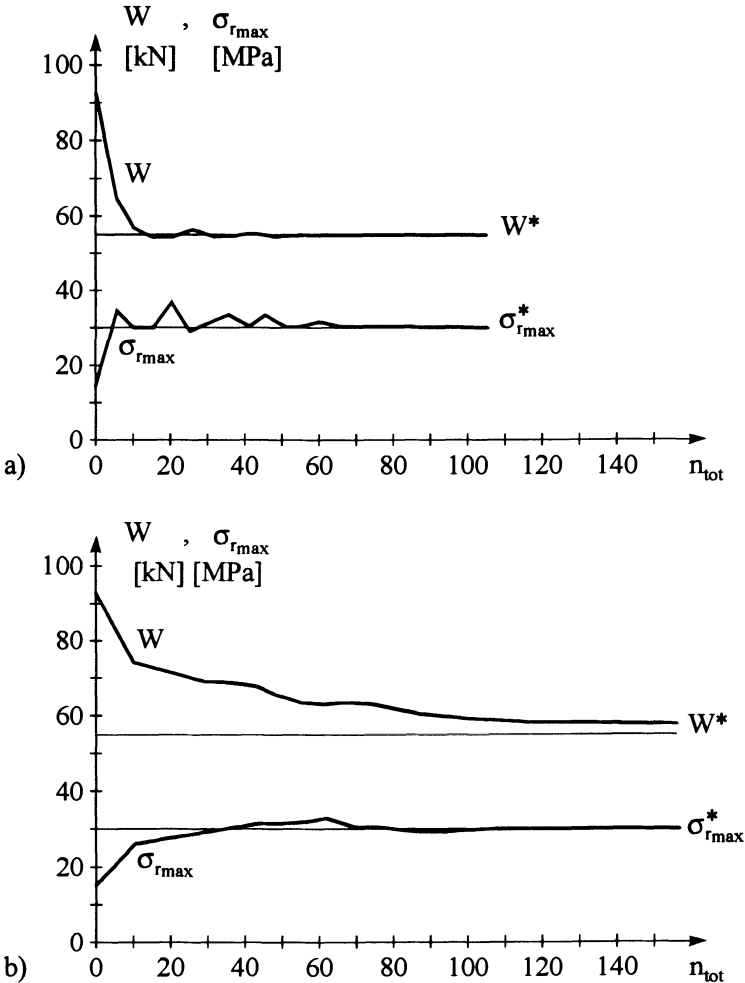 W , σrmax
[kN] [MPa]
100
80
W
60
W*
40
σ*rmax
σrmax
20
0
a) 0 20 40 60 80 100 120 140 ntot
W , σrmax
[kN] [MPa]
100
W
80
60
W*
40
σ*rmax
20
σrmax
0
b) 0 20 40 60 80 100 120 140 ntot